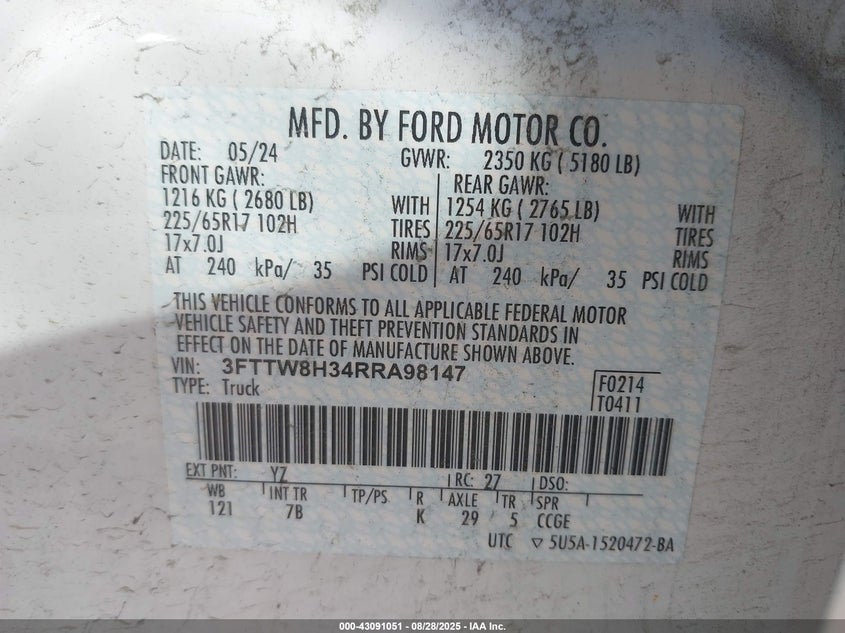 MFD. BY FORD MOTOR CO.
DATE: 05/24 GVWR: 2350 KG ( 5180 LB)
FRONT GAWR: REAR GAWR:
1216 KG ( 2680 LB) WITH 1254 KG ( 2765 LB) WITH
225/65R17 102H TIRES 225/65R17 102H TIRES
17x7.0J RIMS 17x7.0J RIMS
AT 240 kPa/ 35 PSI COLD AT 240 kPa/ 35 PSI COLD
THIS VEHICLE CONFORMS TO ALL APPLICABLE FEDERAL MOTOR
VEHICLE SAFETY AND THEFT PREVENTION STANDARDS IN
EFFECT ON THE DATE OF MANUFACTURE SHOWN ABOVE.
VIN: 3FTTW8H34RRA98147
TYPE: Truck
F0214
T0411
EXT PNT: YZ RC: 27 DSO:
WB INT TR TP/PS R AXLE TR SPR
121 7B K 29 5 CCGE
UTC ▽ 5U5A-1520472-BA
000-43091051 - 08/28/2025 - IAA Inc.